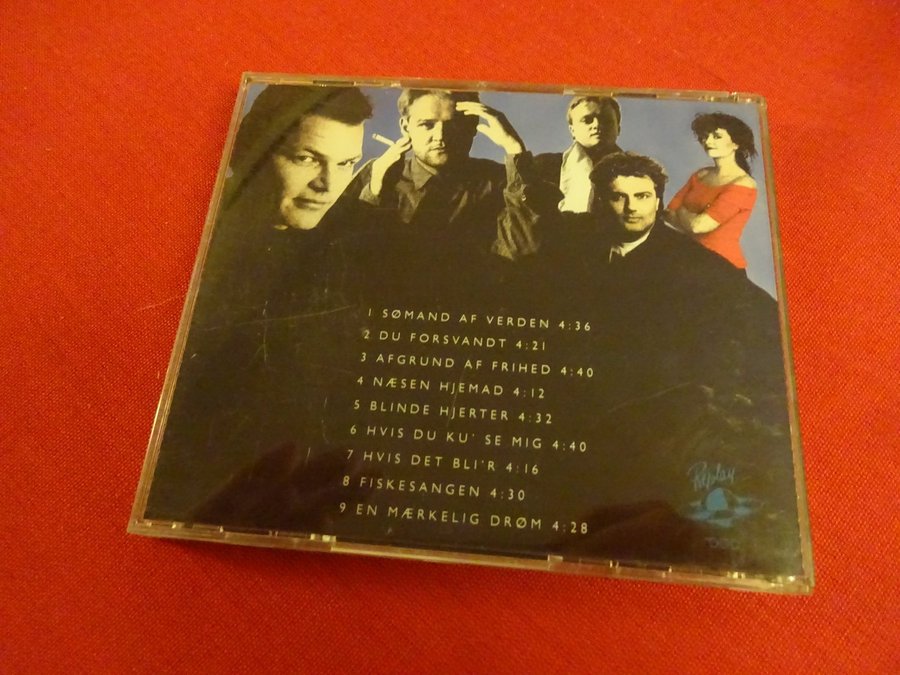 1 SØMAND AF VERDEN 4:36
2 DU FORSVANDT 4:21
3 AFGRUND AF FRIHED 4:40
4 NÆSEN HJEMAD 4:12
5 BLINDE HJERTER 4:32
6 HVIS DU KU' SE MIG 4:40
7 HVIS DET BLI'R 4:16
8 FISKESANGEN 4:30
9 EN MÆRKELIG DRØM 4:28
Replay